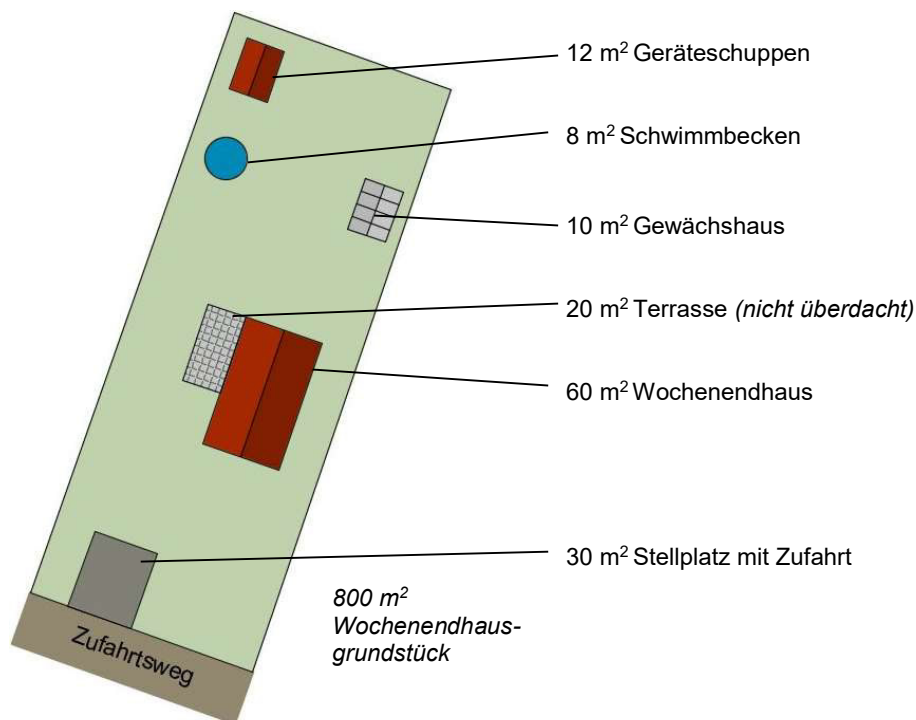 12 m² Geräteschuppen
8 m² Schwimmbecken
10 m² Gewächshaus
20 m² Terrasse (nicht überdacht)
60 m² Wochenendhaus
30 m² Stellplatz mit Zufahrt
800 m²
Wochenendhaus-
grundstück
Zufahrtsweg